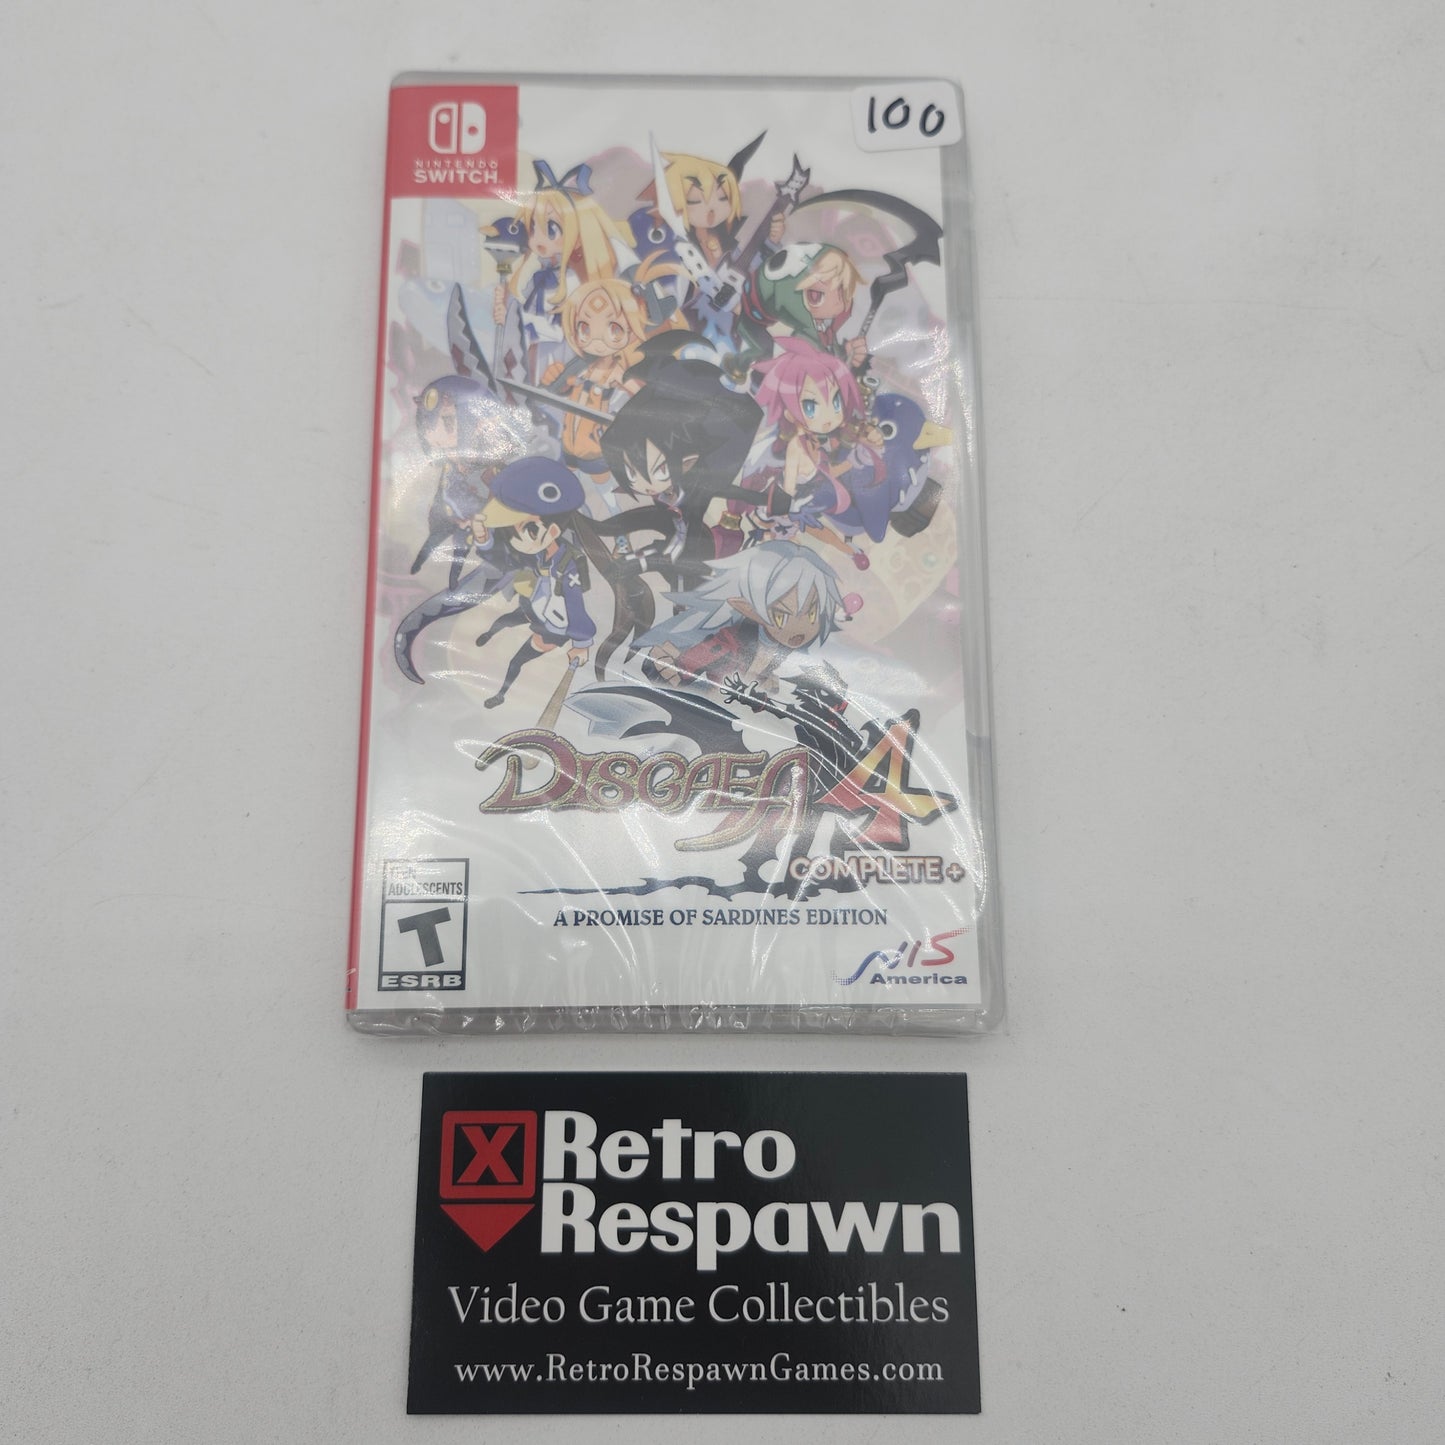 100
NINTENDO
SWITCH
DISGAEA 4
COMPLETE +
A PROMISE OF SARDINES EDITION
TEEN
ADOLESCENTS
T
ESRB
NIS
America
X Retro
Respawn
Video Game Collectibles
www.RetroRespawnGames.com